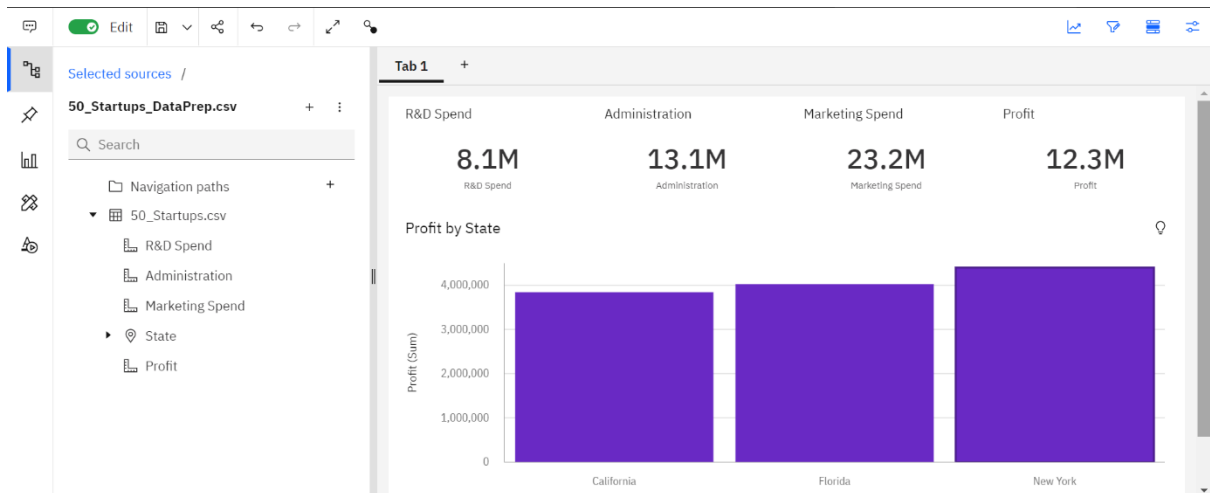 Edit
Selected sources /
50_Startups_DataPrep.csv
Search
Navigation paths
50_Startups.csv
R&D Spend
Administration
Marketing Spend
State
Profit
Tab 1 +
R&D Spend Administration Marketing Spend Profit
8.1M 13.1M 23.2M 12.3M
R&D Spend Administration Marketing Spend Profit
Profit by State
Profit (Sum)
4,000,000
3,000,000
2,000,000
1,000,000
0
California Florida New York